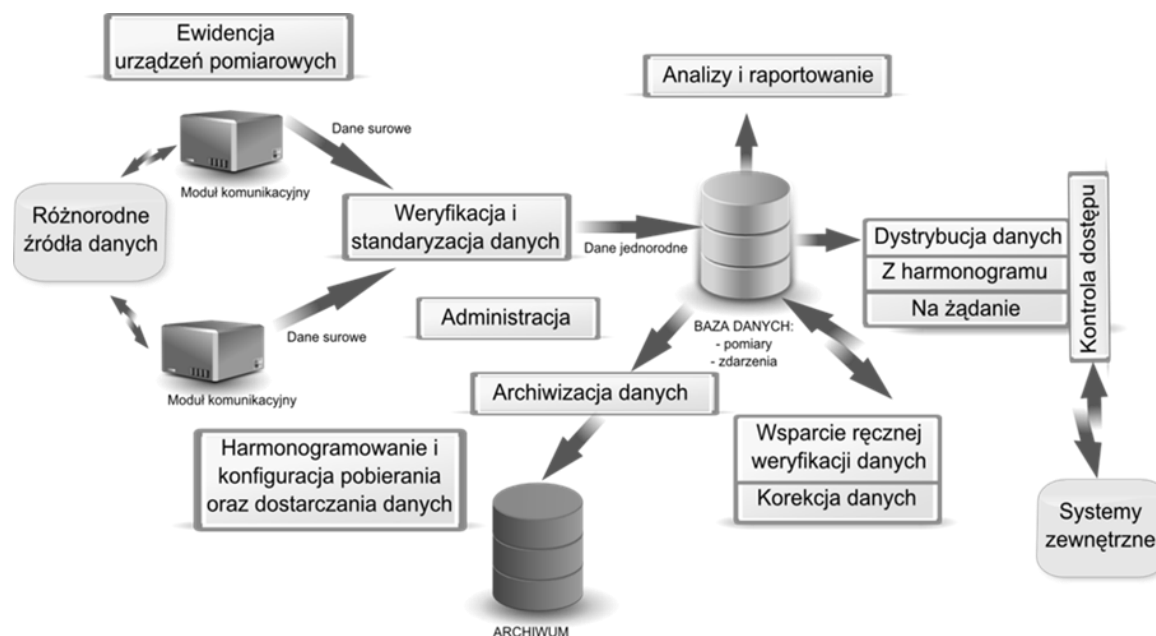 Ewidencja
urządzeń pomiarowych
Analizy i raportowanie
Dane surowe
Moduł komunikacyjny
Różnorodne
źródła danych
Weryfikacja i
standaryzacja danych
Dane jednorodne
Dystrybucja danych
Z harmonogramu
Na żądanie
Kontrola dostępu
Dane surowe
Moduł komunikacyjny
Administracja
BAZA DANYCH:
- pomiary
- zdarzenia
Archiwizacja danych
Harmonogramowanie i
konfiguracja pobierania
oraz dostarczania danych
Wsparcie ręcznej
weryfikacji danych
Korekcja danych
Systemy
zewnętrzne
ARCHIWUM